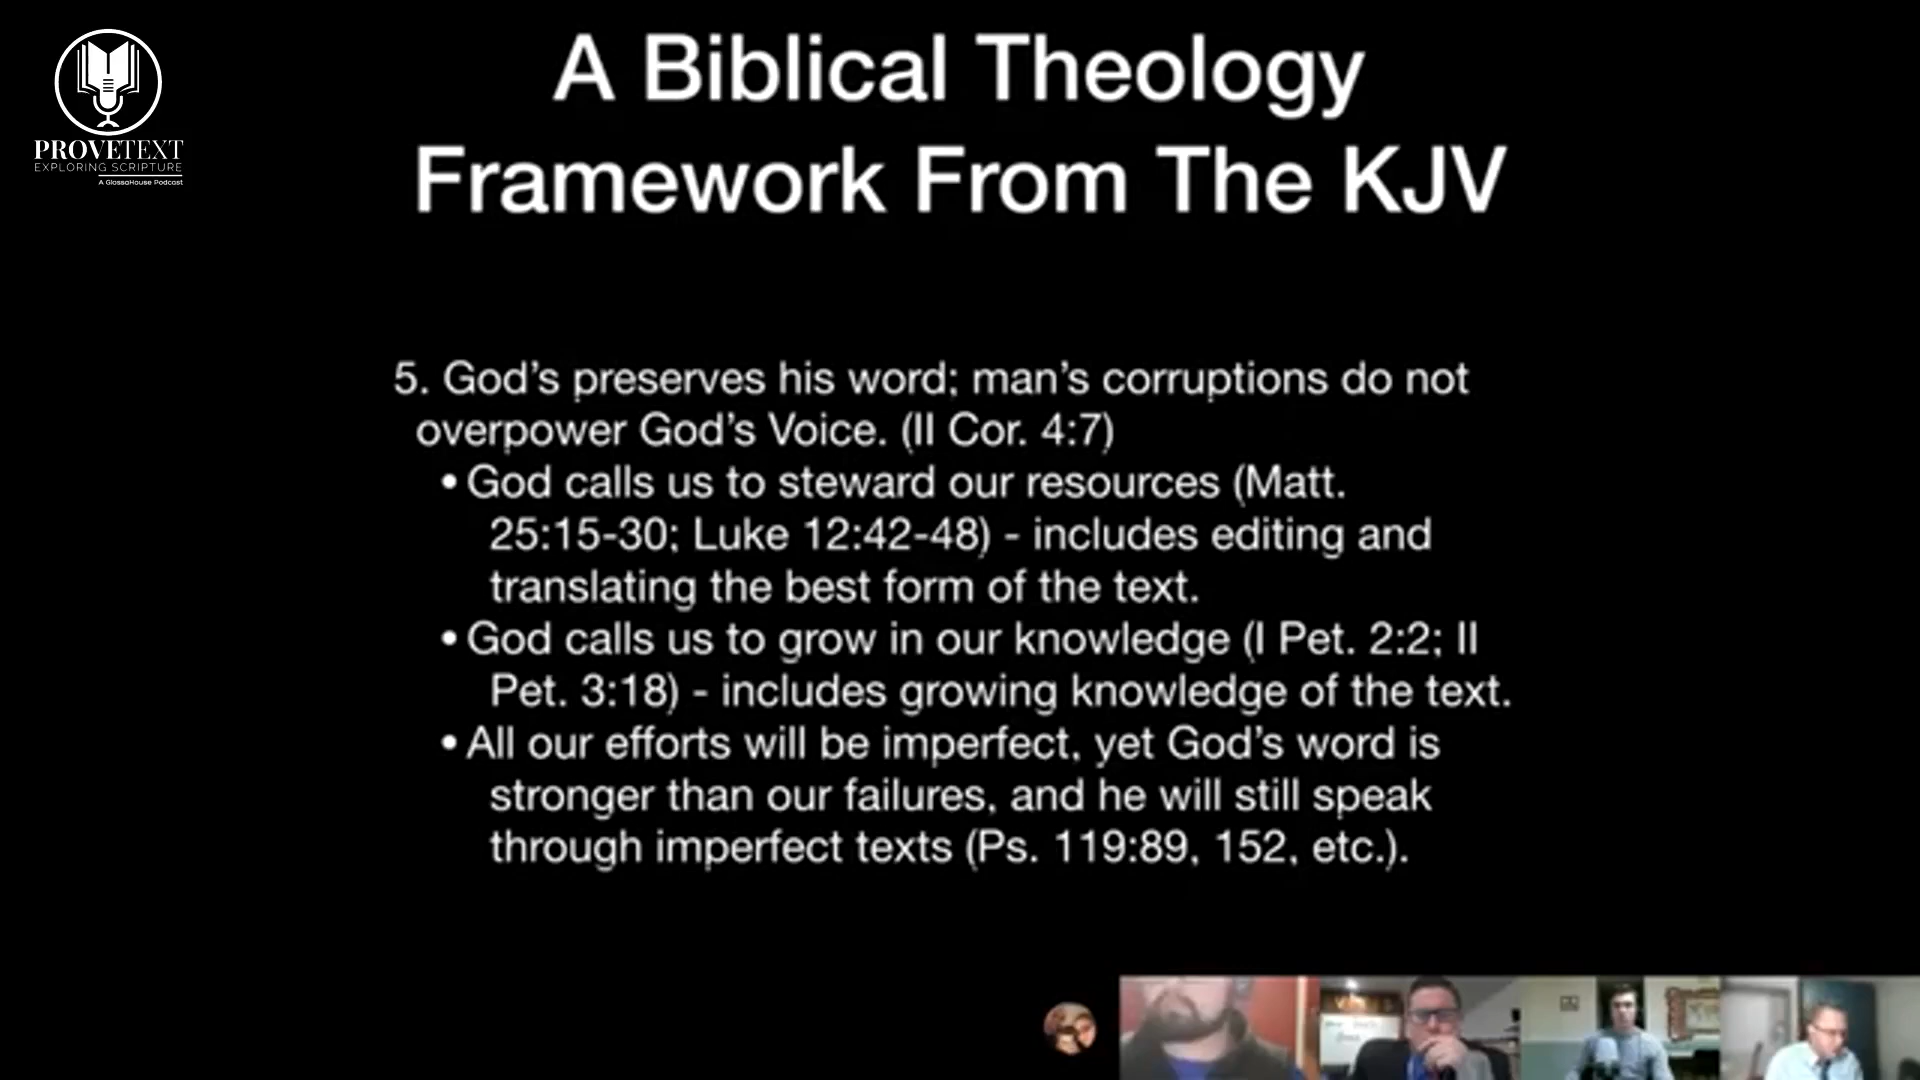 PROVETEXT
EXPLORING SCRIPTURE
A GlossaHouse Podcast
A Biblical Theology
Framework From The KJV
5. God's preserves his word; man's corruptions do not
overpower God's Voice. (II Cor. 4:7)
• God calls us to steward our resources (Matt.
25:15-30; Luke 12:42-48) - includes editing and
translating the best form of the text.
• God calls us to grow in our knowledge (I Pet. 2:2; II
Pet. 3:18) - includes growing knowledge of the text.
• All our efforts will be imperfect, yet God's word is
stronger than our failures, and he will still speak
through imperfect texts (Ps. 119:89, 152, etc.).